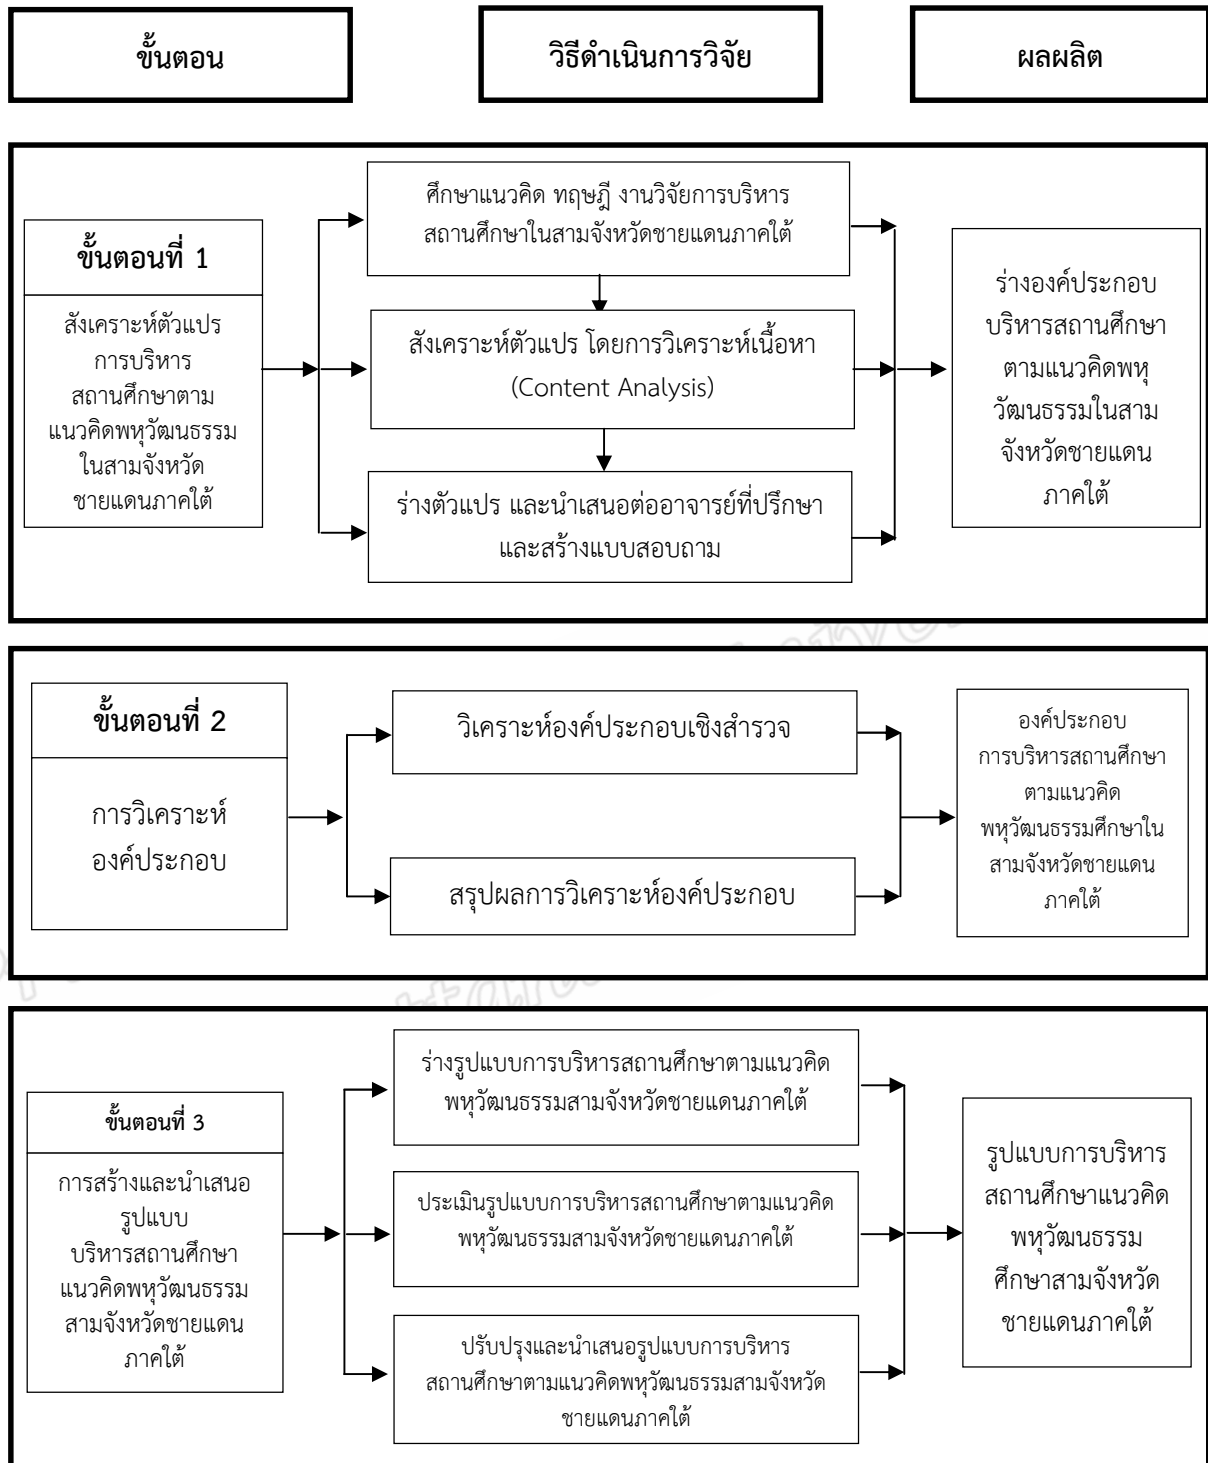 ขั้นตอน
วิธีดำเนินการวิจัย
ผลผลิต
ขั้นตอนที่ 1
สังเคราะห์ตัวแปร
การบริหาร
สถานศึกษาตาม
แนวคิดพหุวัฒนธรรม
ในสามจังหวัด
ชายแดนภาคใต้
ศึกษาแนวคิด ทฤษฎี งานวิจัยการบริหาร
สถานศึกษาในสามจังหวัดชายแดนภาคใต้
สังเคราะห์ตัวแปร โดยการวิเคราะห์เนื้อหา
(Content Analysis)
ร่างตัวแปร และนำเสนอต่ออาจารย์ที่ปรึกษา
และสร้างแบบสอบถาม
ร่างองค์ประกอบ
บริหารสถานศึกษา
ตามแนวคิดพหุ
วัฒนธรรมในสาม
จังหวัดชายแดน
ภาคใต้
ขั้นตอนที่ 2
การวิเคราะห์
องค์ประกอบ
วิเคราะห์องค์ประกอบเชิงสำรวจ
สรุปผลการวิเคราะห์องค์ประกอบ
องค์ประกอบ
การบริหารสถานศึกษา
ตามแนวคิด
พหุวัฒนธรรมศึกษาใน
สามจังหวัดชายแดน
ภาคใต้
ขั้นตอนที่ 3
การสร้างและนำเสนอ
รูปแบบ
บริหารสถานศึกษา
แนวคิดพหุวัฒนธรรม
สามจังหวัดชายแดน
ภาคใต้
ร่างรูปแบบการบริหารสถานศึกษาตามแนวคิด
พหุวัฒนธรรมสามจังหวัดชายแดนภาคใต้
ประเมินรูปแบบการบริหารสถานศึกษาตามแนวคิด
พหุวัฒนธรรมสามจังหวัดชายแดนภาคใต้
ปรับปรุงและนำเสนอรูปแบบการบริหาร
สถานศึกษาตามแนวคิดพหุวัฒนธรรมสามจังหวัด
ชายแดนภาคใต้
รูปแบบการบริหาร
สถานศึกษาแนวคิด
พหุวัฒนธรรม
ศึกษาสามจังหวัด
ชายแดนภาคใต้